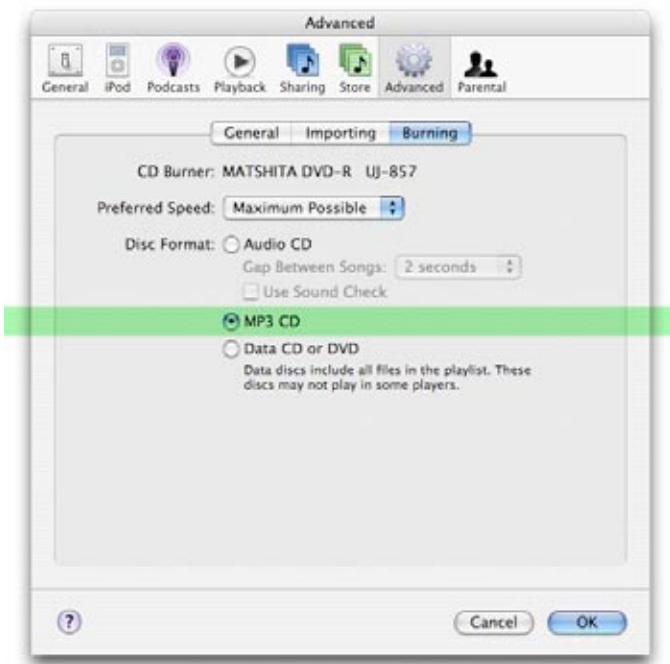 Advanced
General iPod Podcasts Playback Sharing Store Advanced Parental
General Importing Burning
CD Burner: MATSHITA DVD-R UJ-857
Preferred Speed: Maximum Possible
Disc Format: Audio CD
Gap Between Songs: 2 seconds
Use Sound Check
MP3 CD
Data CD or DVD
Data discs include all files in the playlist. These
discs may not play in some players.
? Cancel OK